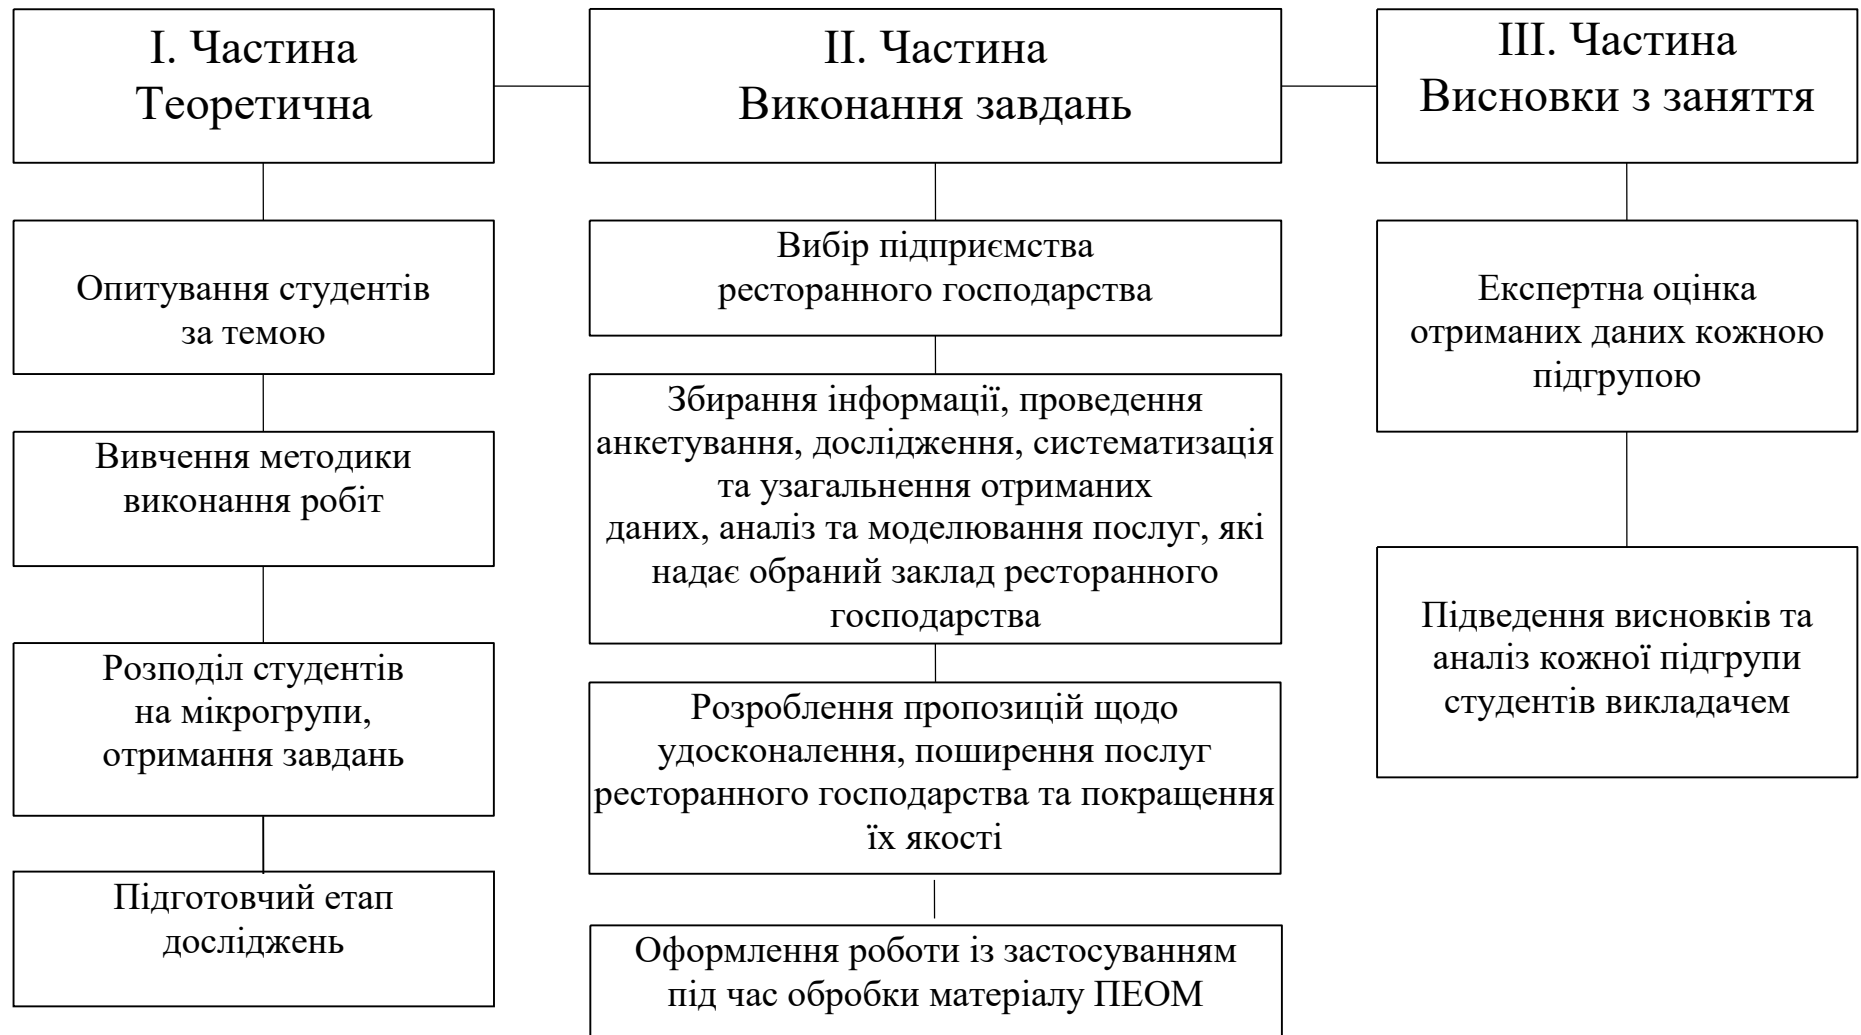 I. Частина
Теоретична
Опитування студентів
за темою
Вивчення методики
виконання робіт
Розподіл студентів
на мікрогрупи,
отримання завдань
Підготовчий етап
досліджень
II. Частина
Виконання завдань
Вибір підприємства
ресторанного господарства
Збирання інформації, проведення
анкетування, дослідження, систематизація
та узагальнення отриманих
даних, аналіз та моделювання послуг, які
надає обраний заклад ресторанного
господарства
Розроблення пропозицій щодо
удосконалення, поширення послуг
ресторанного господарства та покращення
їх якості
Оформлення роботи із застосуванням
під час обробки матеріалу ПЕОМ
III. Частина
Висновки з заняття
Експертна оцінка
отриманих даних кожною
підгрупою
Підведення висновків та
аналіз кожної підгрупи
студентів викладачем